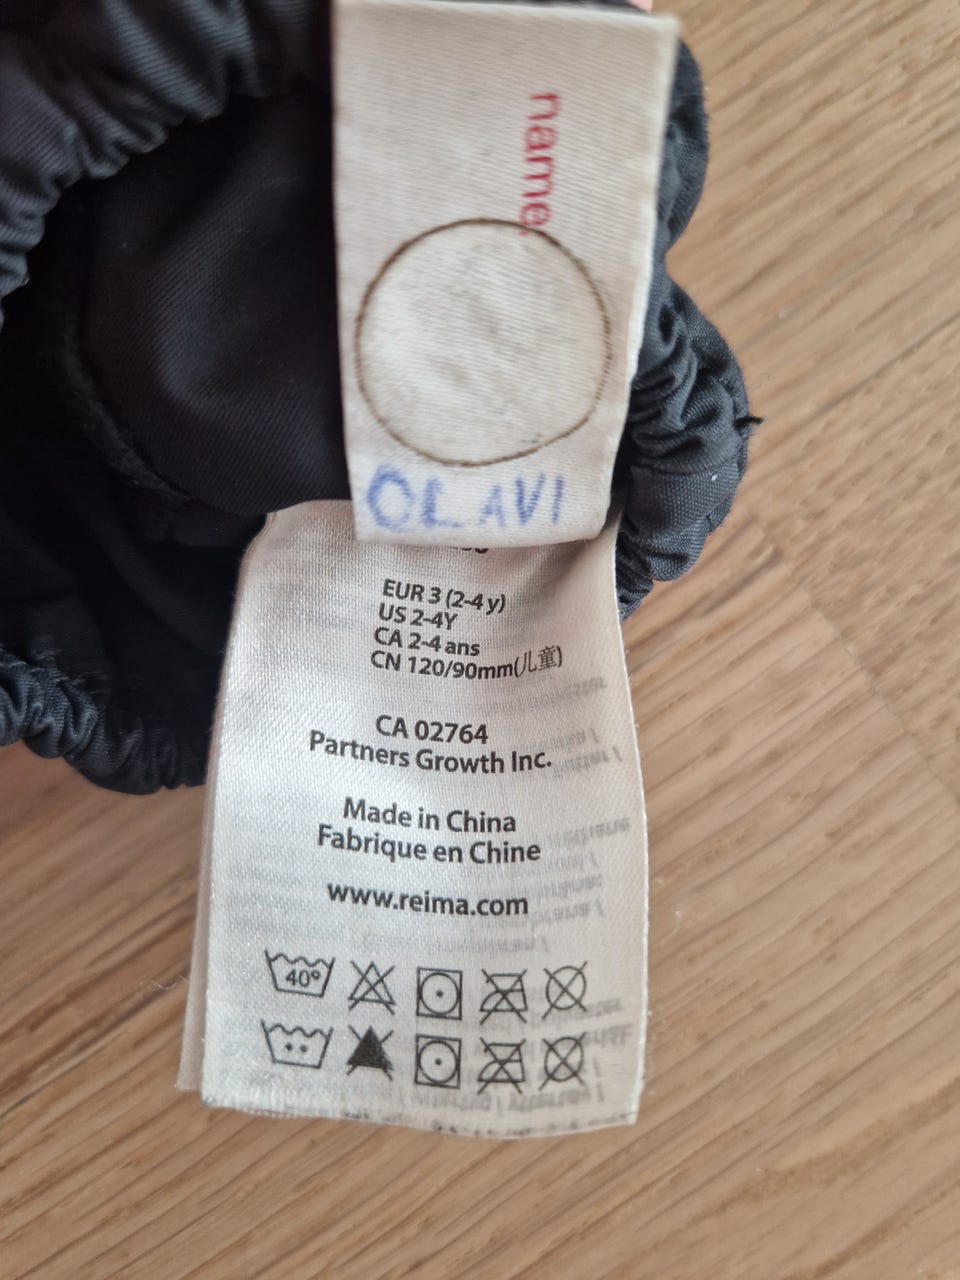 name.
OLAVI
EUR 3 (2-4 y)
US 2-4Y
CA 2-4 ans
CN 120/90mm(儿童)
CA 02764
Partners Growth Inc.
Made in China
Fabrique en Chine
www.reima.com
40°